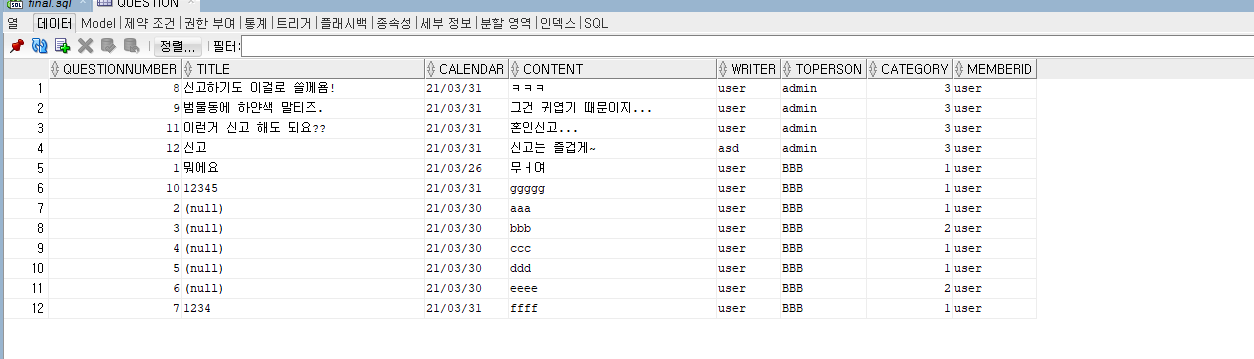 final.sql QUESTION
열 데이터 Model 제약 조건 권한 부여 통계 트리거 플래시백 종속성 세부 정보 분할 영역 인덱스 SQL
정렬... 필터:
QUESTIONNUMBER TITLE CALENDAR CONTENT WRITER TOPERSON CATEGORY MEMBERID
1 8 신고하기도 이걸로 쓸께욤! 21/03/31 ㅋㅋㅋ user admin 3 user
2 9 범물동에 하얀색 말티즈. 21/03/31 그건 귀엽기 때문이지... user admin 3 user
3 11 이런거 신고 해도 되요?? 21/03/31 혼인신고... user admin 3 user
4 12 신고 21/03/31 신고는 즐겁게~ asd admin 3 user
5 1 뭐에요 21/03/26 무ㅓ여 user BBB 1 user
6 10 12345 21/03/31 ggggg user BBB 1 user
7 2 (null) 21/03/30 aaa user BBB 1 user
8 3 (null) 21/03/30 bbb user BBB 2 user
9 4 (null) 21/03/30 ccc user BBB 1 user
10 5 (null) 21/03/30 ddd user BBB 1 user
11 6 (null) 21/03/30 eeee user BBB 2 user
12 7 1234 21/03/31 ffff user BBB 1 user